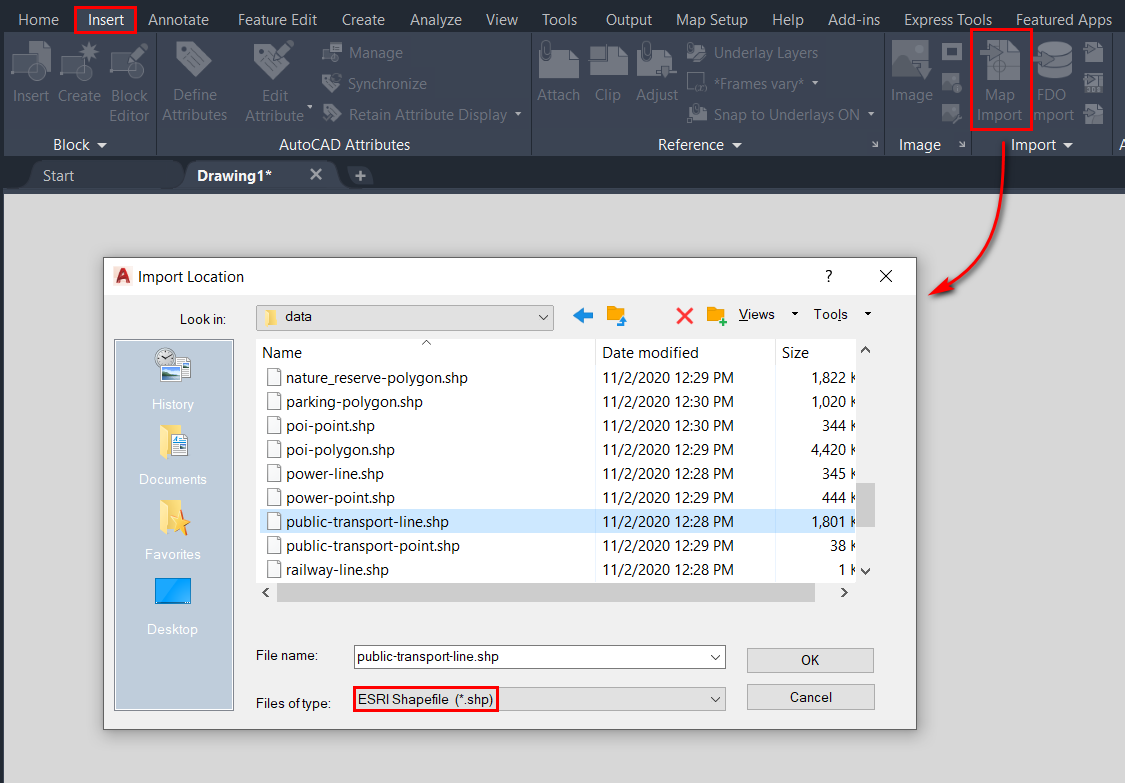 Home Insert Annotate Feature Edit Create Analyze View Tools Output Map Setup Help Add-ins Express Tools Featured Apps
Insert Create Block Editor
Define Attributes
Edit Attribute
Manage
Synchronize
Retain Attribute Display
Attach Clip Adjust
Underlay Layers
*Frames vary*
Snap to Underlays ON
Image
Map Import
FDO
Block
AutoCAD Attributes
Reference
Image
Import
Start
Drawing1*
A Import Location ?
Look in: data Views Tools
History
Documents
Favorites
Desktop
Name Date modified Size
nature_reserve-polygon.shp 11/2/2020 12:29 PM 1,822 K
parking-polygon.shp 11/2/2020 12:30 PM 1,020 K
poi-point.shp 11/2/2020 12:30 PM 344 K
poi-polygon.shp 11/2/2020 12:29 PM 4,420 K
power-line.shp 11/2/2020 12:28 PM 345 K
power-point.shp 11/2/2020 12:29 PM 444 K
public-transport-line.shp 11/2/2020 12:28 PM 1,801 K
public-transport-point.shp 11/2/2020 12:29 PM 38 K
railway-line.shp 11/2/2020 12:28 PM 1 K
File name: public-transport-line.shp OK
Files of type: ESRI Shapefile (*.shp) Cancel